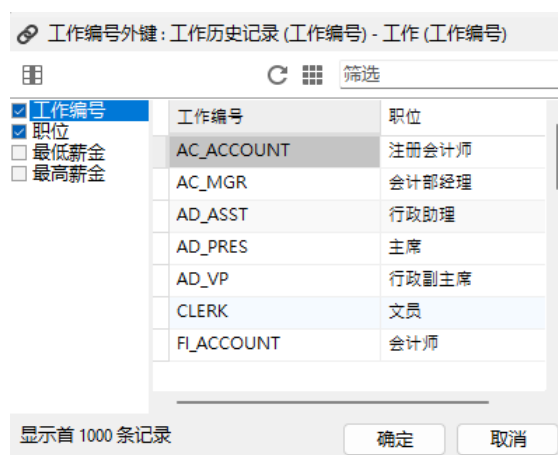 工作编号外键 : 工作历史记录 (工作编号) - 工作 (工作编号)
筛选
工作编号
职位
最低薪金
最高薪金
工作编号 职位
AC_ACCOUNT 注册会计师
AC_MGR 会计部经理
AD_ASST 行政助理
AD_PRES 主席
AD_VP 行政副主席
CLERK 文员
FI_ACCOUNT 会计师
显示首 1000 条记录
确定 取消